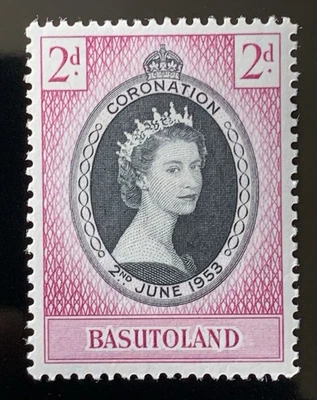 2d. 2d.
CORONATION
2ND JUNE 1953
BASUTOLAND